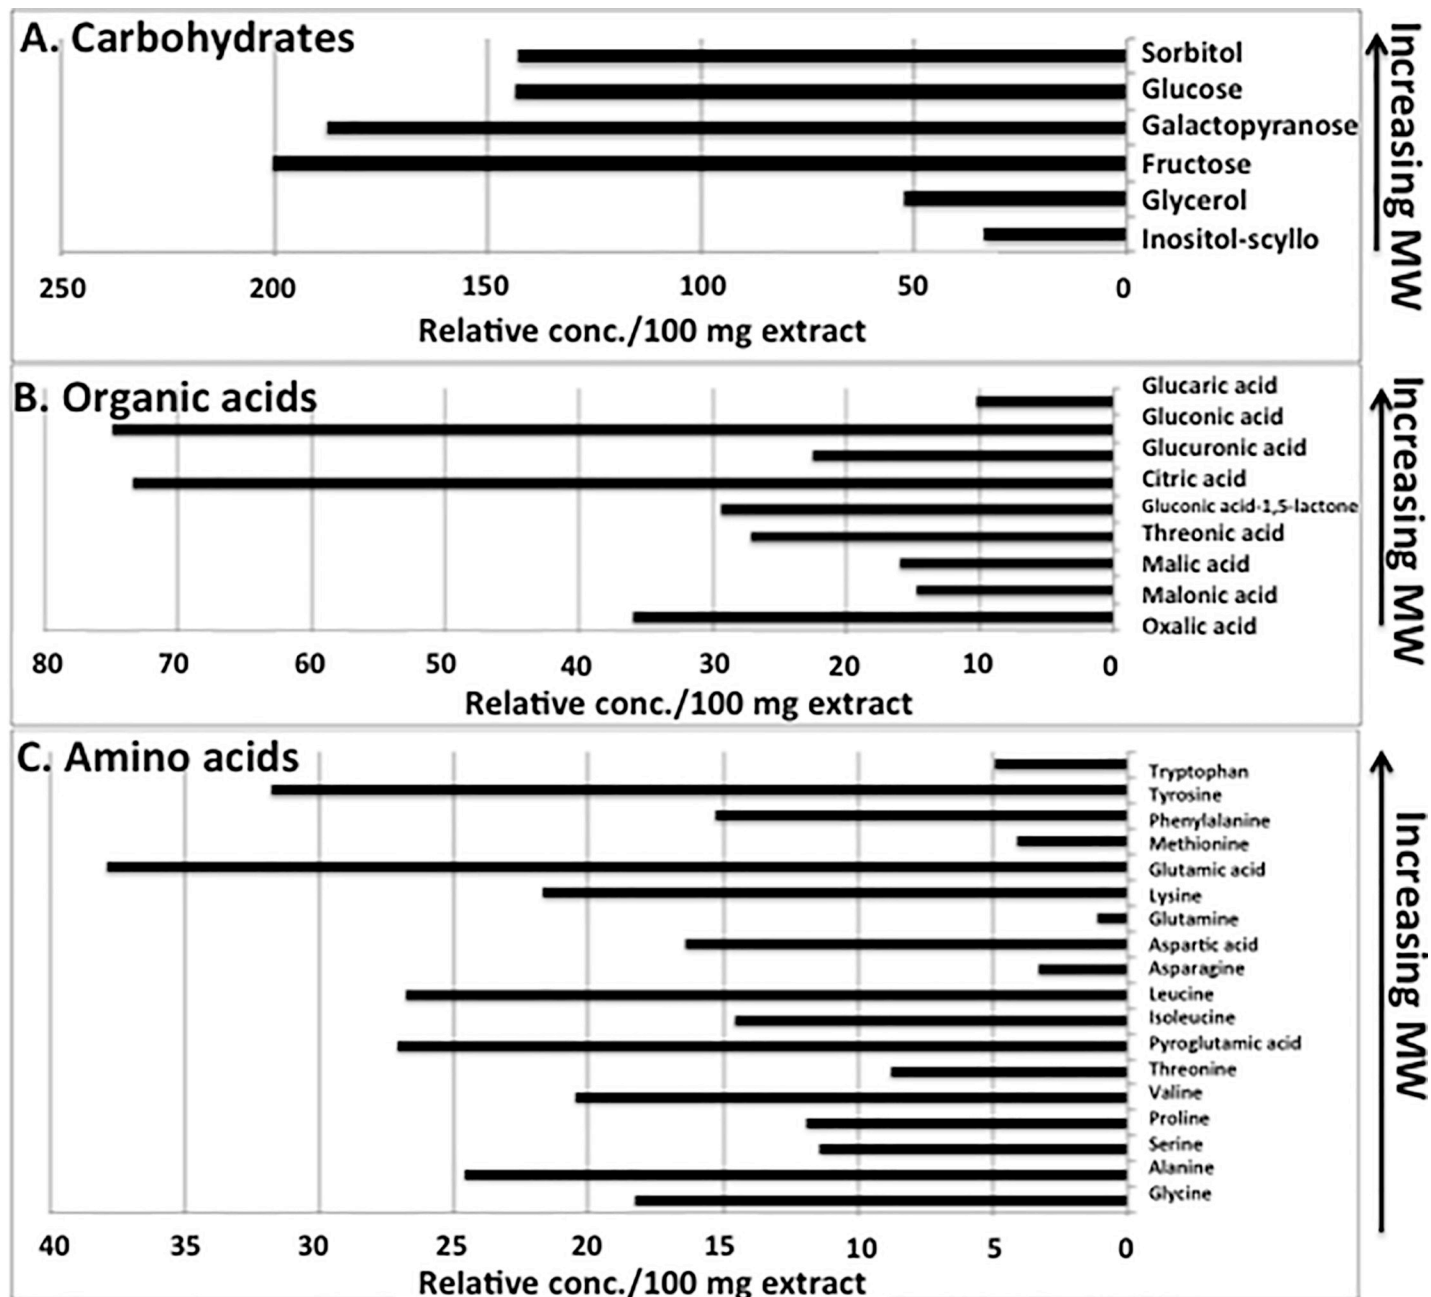 A. Carbohydrates
Sorbitol
Glucose
Galactopyranose
Fructose
Glycerol
Inositol-scyllo
250 200 150 100 50 0
Relative conc./100 mg extract
Increasing MW
B. Organic acids
Glucaric acid
Gluconic acid
Glucuronic acid
Citric acid
Gluconic acid-1,5-lactone
Threonic acid
Malic acid
Malonic acid
Oxalic acid
80 70 60 50 40 30 20 10 0
Relative conc./100 mg extract
Increasing MW
C. Amino acids
Tryptophan
Tyrosine
Phenylalanine
Methionine
Glutamic acid
Lysine
Glutamine
Aspartic acid
Asparagine
Leucine
Isoleucine
Pyroglutamic acid
Threonine
Valine
Proline
Serine
Alanine
Glycine
40 35 30 25 20 15 10 5 0
Relative conc./100 mg extract
Increasing MW